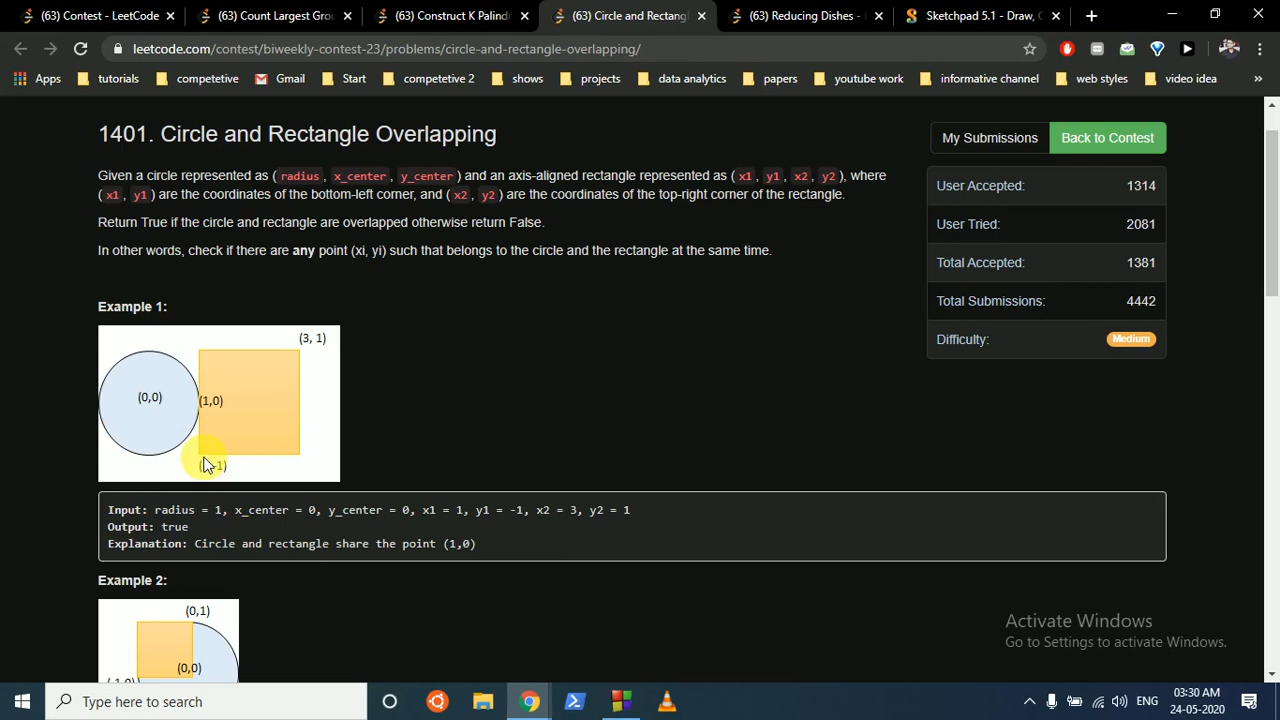 (63) Contest - LeetCode
(63) Count Largest Gro
(63) Construct K Palind
(63) Circle and Rectang
(63) Reducing Dishes -
Sketchpad 5.1 - Draw, C
leetcode.com/contest/biweekly-contest-23/problems/circle-and-rectangle-overlapping/
Apps tutorials competetive Gmail Start competetive 2 shows projects data analytics papers youtube work informative channel web styles video idea »
1401. Circle and Rectangle Overlapping
My Submissions
Back to Contest
Given a circle represented as (radius, x_center, y_center) and an axis-aligned rectangle represented as (x1, y1, x2, y2), where
(x1, y1) are the coordinates of the bottom-left corner, and (x2, y2) are the coordinates of the top-right corner of the rectangle.
Return True if the circle and rectangle are overlapped otherwise return False.
In other words, check if there are any point (xi, yi) such that belongs to the circle and the rectangle at the same time.
User Accepted: 1314
User Tried: 2081
Total Accepted: 1381
Total Submissions: 4442
Difficulty: Medium
Example 1:
(3, 1)
(0,0)
(1,0)
Input: radius = 1, x_center = 0, y_center = 0, x1 = 1, y1 = -1, x2 = 3, y2 = 1
Output: true
Explanation: Circle and rectangle share the point (1,0)
Example 2:
(0,1)
(0,0)
Activate Windows
Go to Settings to activate Windows.
Type here to search
ENG
03:30 AM
24-05-2020